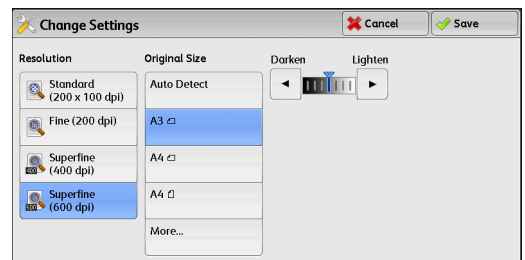 Change Settings
Cancel
Save
Resolution
Original Size
Darken
Lighten
Standard
(200 x 100 dpi)
Fine (200 dpi)
Superfine
(400 dpi)
Superfine
(600 dpi)
Auto Detect
A3
A4
A4
More...